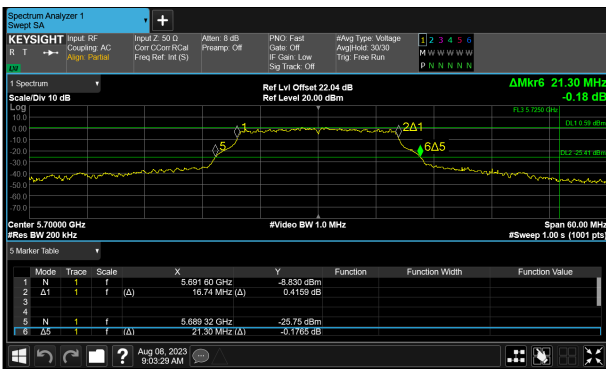 Spectrum Analyzer 1
Swept SA
+
KEYSIGHT Input: RF Input Z: 50 Ω Atten: 8 dB PNO: Fast #Avg Type: Voltage 1 2 3 4 5 6
R T Coupling: AC Corr CCorr RCal Preamp: Off Gate: Off Avg|Hold: 30/30 M W W W W W
Align: Partial Freq Ref: Int (S) IF Gain: Low Trig: Free Run
Sig Track: Off P N N N N N
LW
1 Spectrum Ref Lvl Offset 22.04 dB ΔMkr6 21.30 MHz
Scale/Div 10 dB Ref Level 20.00 dBm -0.18 dB
Log FL3 5.7250 GHz
10.0
DL1 0.59 dBm
0.00 1 2Δ1
-10.0
-20.0 5 6Δ5 DL2 -25.41 dBm
-30.0
-40.0
-50.0
-60.0
-70.0
Center 5.70000 GHz #Video BW 1.0 MHz Span 60.00 MHz
#Res BW 200 kHz #Sweep 1.00 s (1001 pts)
5 Marker Table
Mode Trace Scale X Y Function Function Width Function Value
1 N 1 f 5.691 60 GHz -8.830 dBm
2 Δ1 1 f (Δ) 16.74 MHz (Δ) 0.4159 dB
3
4
5 N 1 f 5.689 32 GHz -25.75 dBm
6 Δ5 1 f (Δ) 21.30 MHz (Δ) -0.1765 dB
? Aug 08, 2023
9:03:29 AM